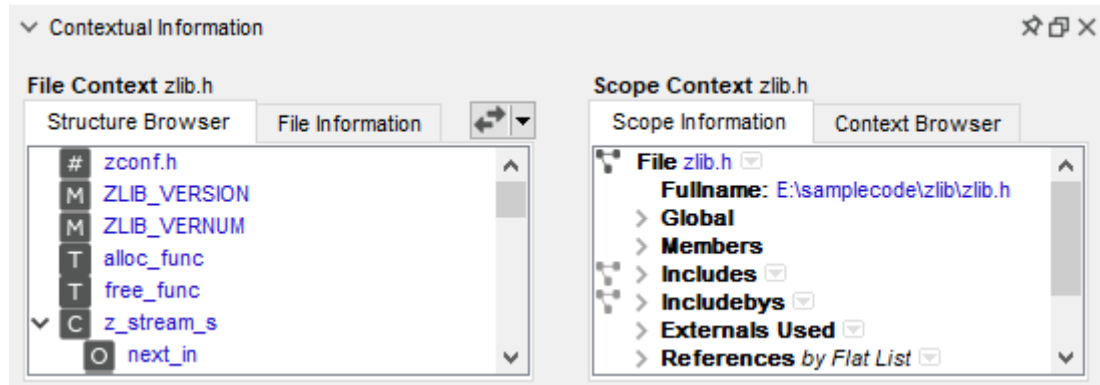 Contextual Information
File Context zlib.h
Structure Browser
File Information
# zconf.h
M ZLIB_VERSION
M ZLIB_VERNUM
T alloc_func
T free_func
C z_stream_s
O next_in
Scope Context zlib.h
Scope Information
Context Browser
File zlib.h
Fullname: E:\samplecode\zlib\zlib.h
Global
Members
Includes
Includebys
Externals Used
References by Flat List